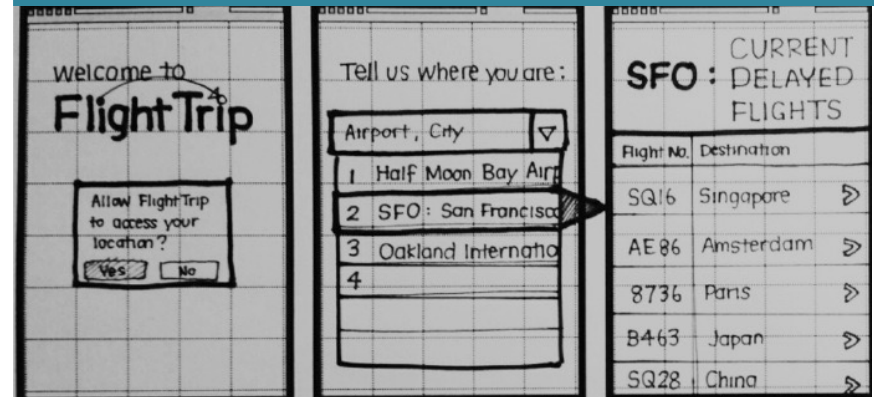 welcome to
FlightTrip
Allow FlightTrip
to access your
location?
Yes No
Tell us where you are:
Airport, City
1 Half Moon Bay Airp
2 SFO: San Francisco
3 Oakland Internatio
4
SFO: CURRENT
DELAYED
FLIGHTS
Flight No. Destination
SQ16 Singapore
AE86 Amsterdam
8736 Paris
B463 Japan
SQ28 China